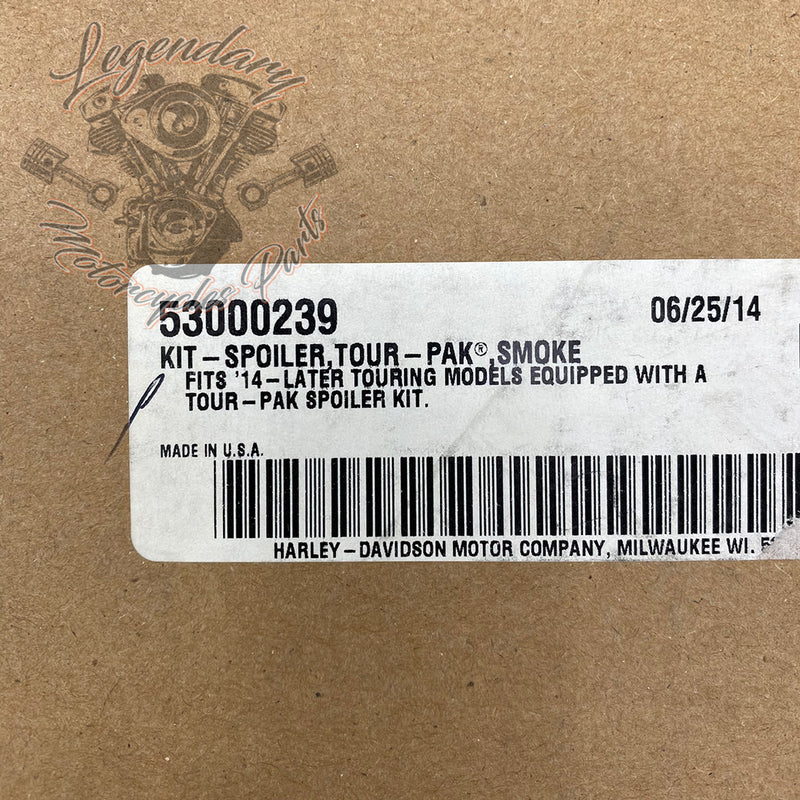 Legendary
Motorcycles Parts
53000239 06/25/14
KIT-SPOILER,TOUR-PAK®,SMOKE
FITS '14-LATER TOURING MODELS EQUIPPED WITH A
TOUR-PAK SPOILER KIT.
MADE IN U.S.A.
HARLEY-DAVIDSON MOTOR COMPANY, MILWAUKEE WI.